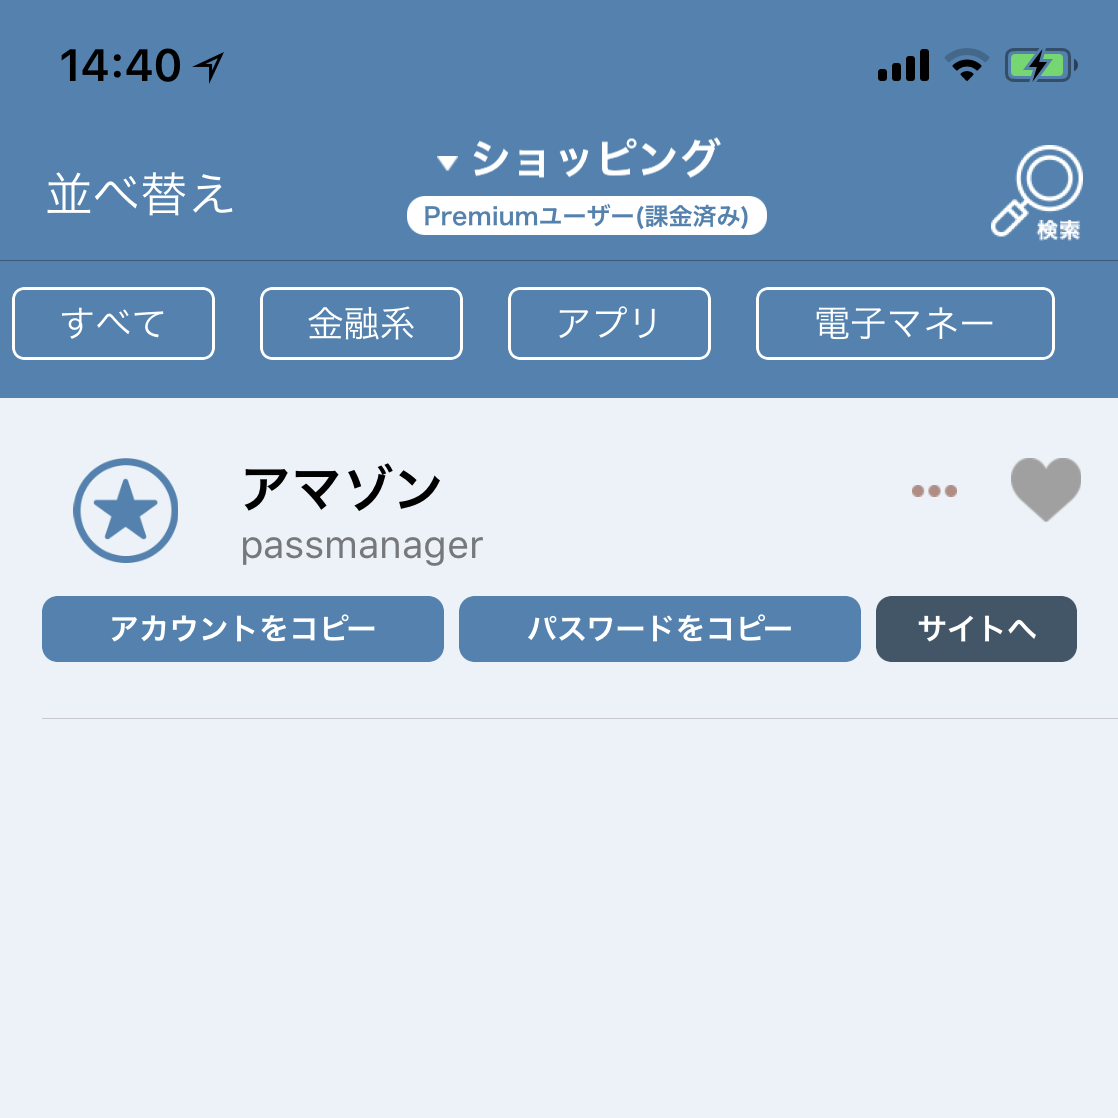 14:40
並べ替え
ショッピング
Premiumユーザー(課金済み)
検索
すべて
金融系
アプリ
電子マネー
アマゾン
passmanager
アカウントをコピー
パスワードをコピー
サイトへ